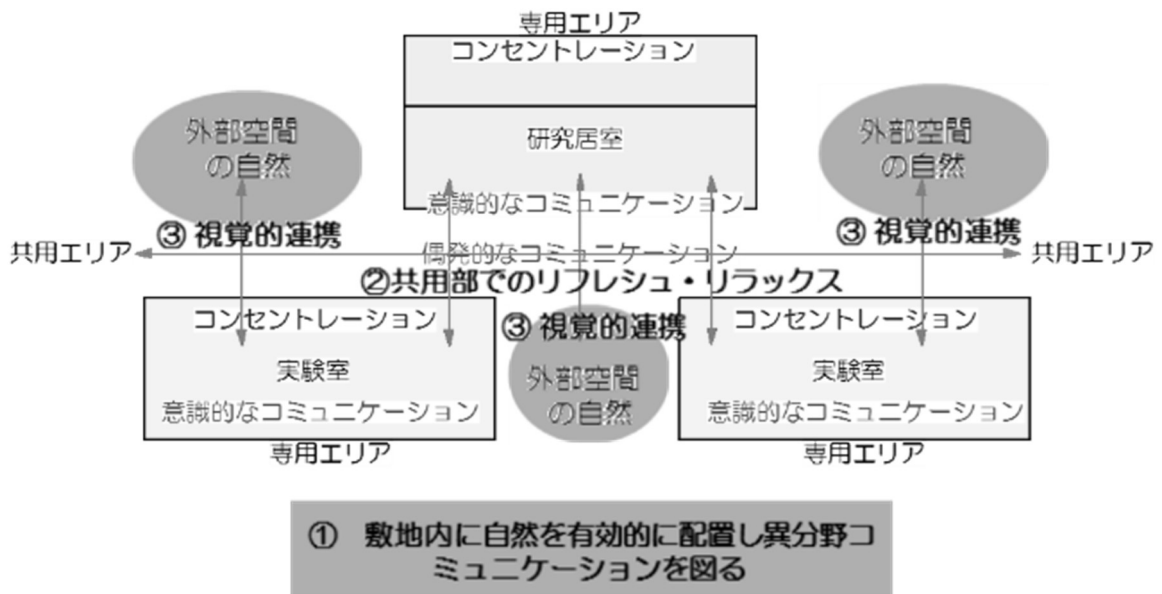 専用エリア
コンセントレーション
外部空間
の自然
研究居室
外部空間
の自然
意識的なコミュニケーション
③ 視覚的連携
③ 視覚的連携
共用エリア
偶発的なコミュニケーション
共用エリア
②共用部でのリフレシュ・リラックス
コンセントレーション
実験室
意識的なコミュニケーション
専用エリア
③ 視覚的連携
外部空間
の自然
コンセントレーション
実験室
意識的なコミュニケーション
専用エリア
① 敷地内に自然を有効的に配置し異分野コ
ミュニケーションを図る